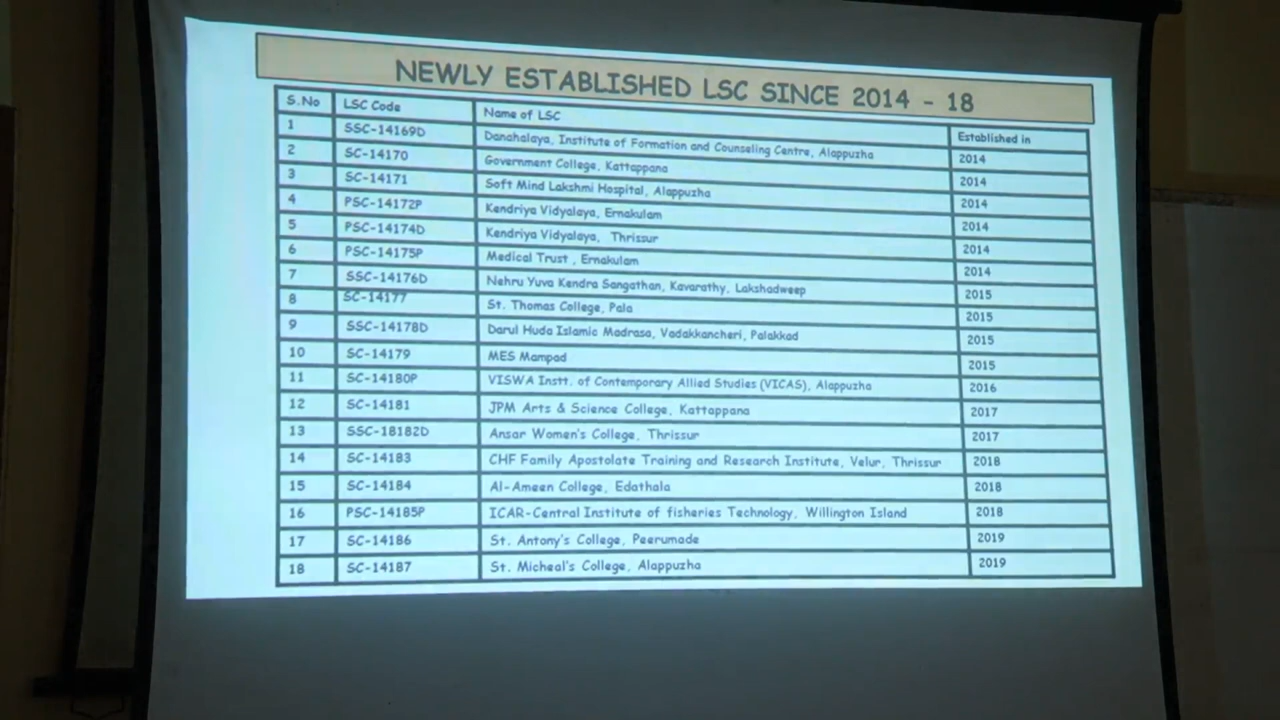 NEWLY ESTABLISHED LSC SINCE 2014 - 18
S.No LSC Code Name of LSC Established in
1 SSC-14169D Danahalaya, Institute of Formation and Counseling Centre, Alappuzha 2014
2 SC-14170 Government College, Kattappana 2014
3 SC-14171 Soft Mind Lakshmi Hospital, Alappuzha 2014
4 PSC-14172P Kendriya Vidyalaya, Ernakulam 2014
5 PSC-14174D Kendriya Vidyalaya, Thrissur 2014
6 PSC-14175P Medical Trust , Ernakulam 2014
7 SSC-14176D Nehru Yuva Kendra Sangathan, Kavarathy, Lakshadweep 2015
8 SC-14177 St. Thomas College, Pala 2015
9 SSC-14178D Darul Huda Islamic Madrasa, Vadakkancheri, Palakkad 2015
10 SC-14179 MES Mampad 2015
11 SC-14180P VISWA Instt. of Contemporary Allied Studies (VICAS), Alappuzha 2016
12 SC-14181 JPM Arts & Science College, Kattappana 2017
13 SSC-18182D Ansar Women's College, Thrissur 2017
14 SC-14183 CHF Family Apostolate Training and Research Institute, Velur, Thrissur 2018
15 SC-14184 Al-Ameen College, Edathala 2018
16 PSC-14185P ICAR-Central Institute of fisheries Technology, Willington Island 2018
17 SC-14186 St. Antony's College, Peerumade 2019
18 SC-14187 St. Micheal's College, Alappuzha 2019